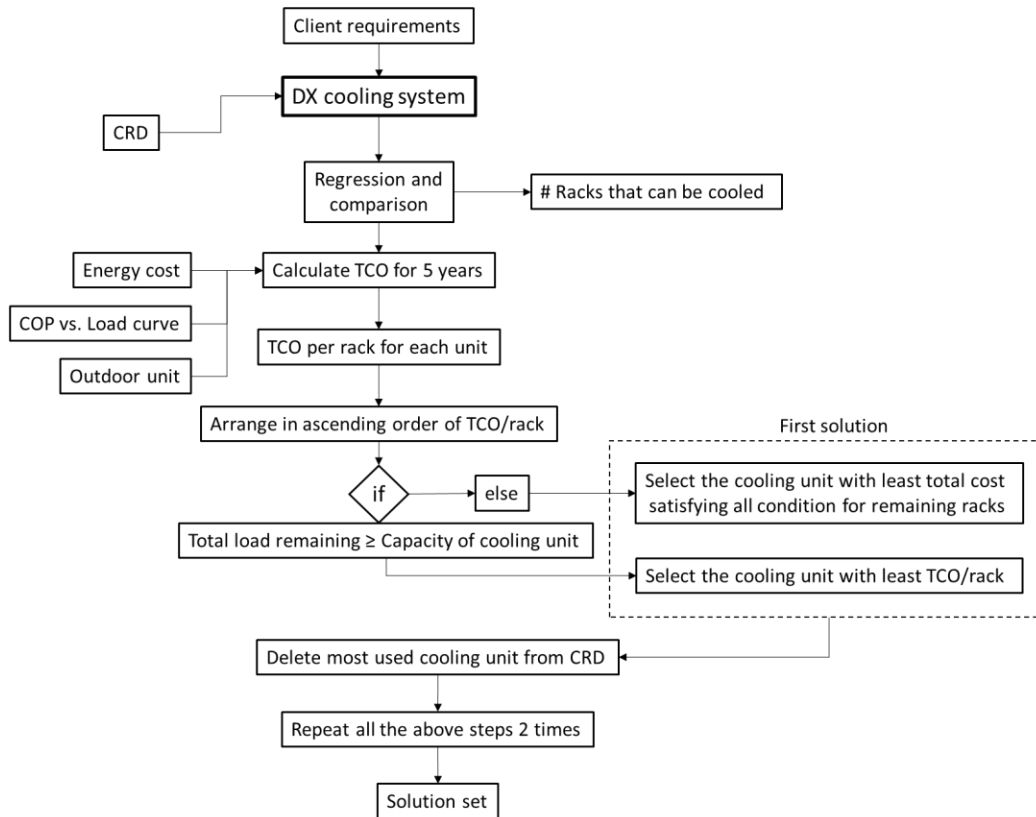 Client requirements
DX cooling system
CRD
Regression and
comparison
# Racks that can be cooled
Energy cost
Calculate TCO for 5 years
COP vs. Load curve
TCO per rack for each unit
Outdoor unit
Arrange in ascending order of TCO/rack
First solution
if
else
Select the cooling unit with least total cost
satisfying all condition for remaining racks
Total load remaining ≥ Capacity of cooling unit
Select the cooling unit with least TCO/rack
Delete most used cooling unit from CRD
Repeat all the above steps 2 times
Solution set